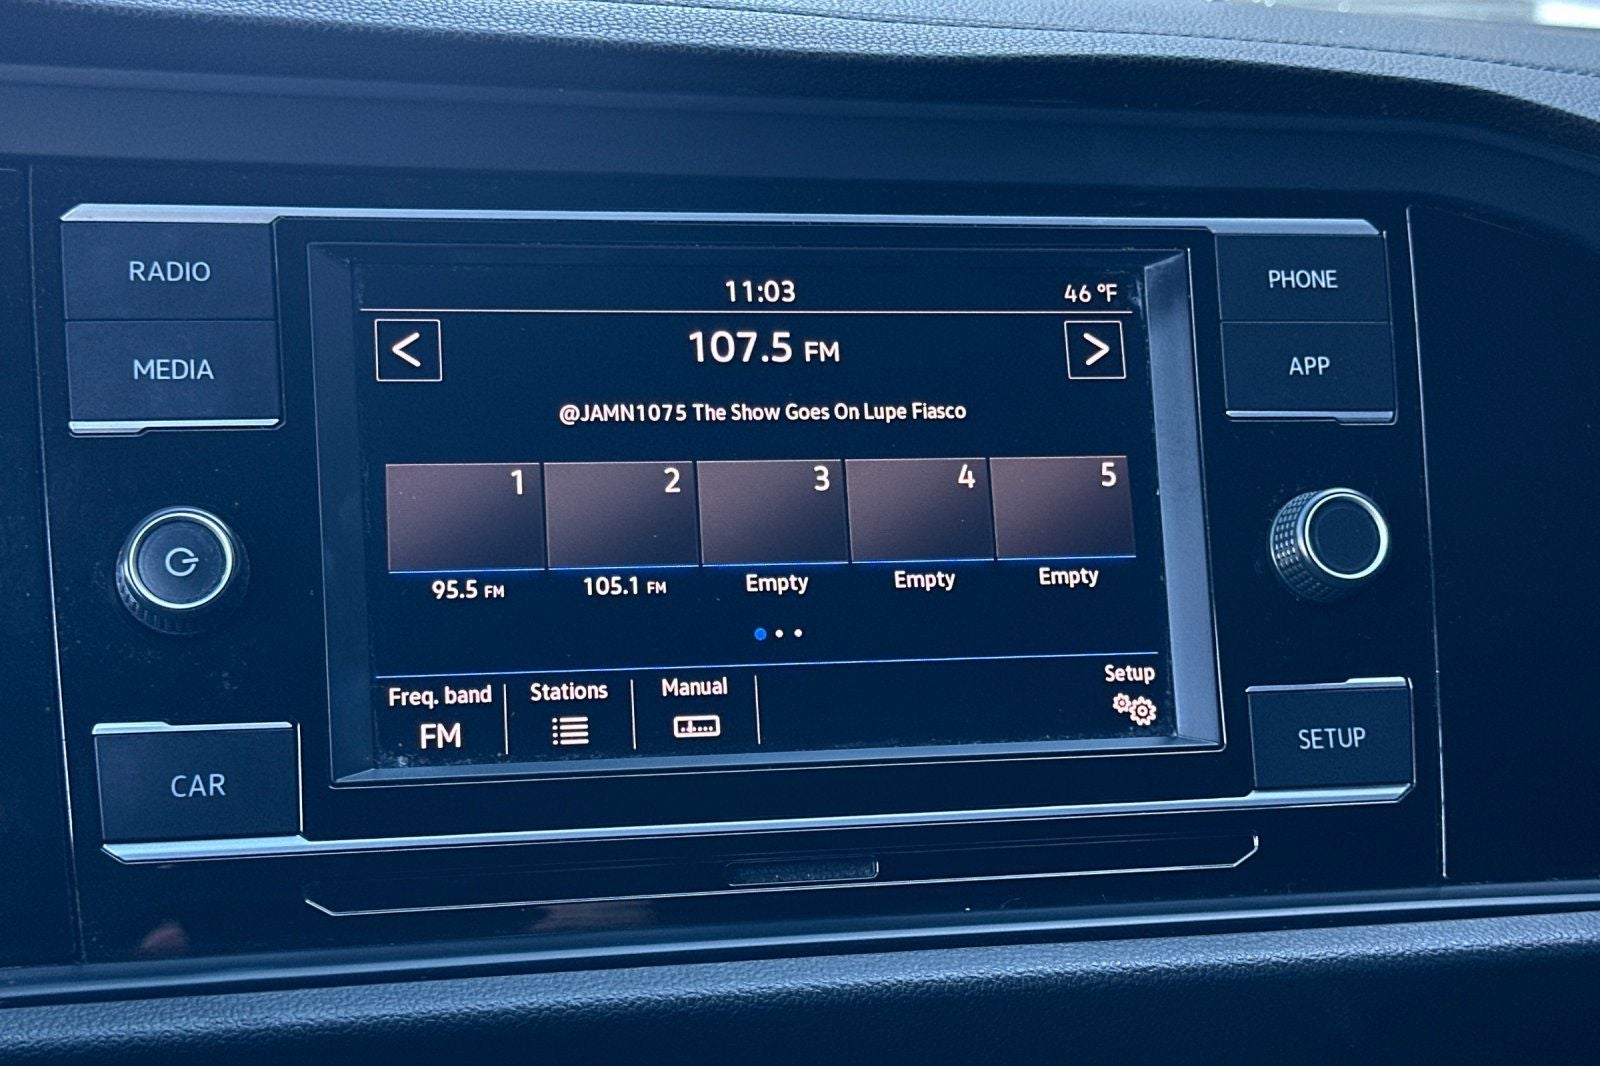 RADIO
MEDIA
CAR
11:03
46 °F
<
107.5 FM
>
@JAMN1075 The Show Goes On Lupe Fiasco
1
2
3
4
5
95.5 FM
105.1 FM
Empty
Empty
Empty
Freq. band
FM
Stations
Manual
Setup
PHONE
APP
SETUP